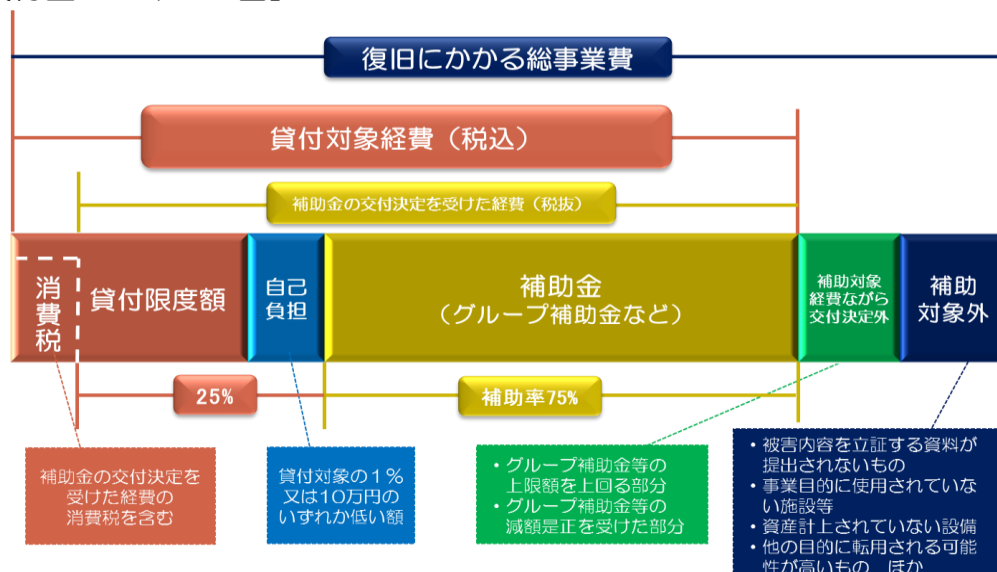 復旧にかかる総事業費
貸付対象経費（税込）
補助金の交付決定を受けた経費（税抜）
消費税
貸付限度額
自己
負担
補助金
（グループ補助金など）
補助対象
経費ながら
交付決定外
補助
対象外
25%
補助率75%
補助金の交付決定を
受けた経費の
消費税を含む
貸付対象の１％
又は１０万円の
いずれか低い額
・グループ補助金等の
上限額を上回る部分
・グループ補助金等の
減額是正を受けた部分
・被害内容を立証する資料が
提出されないもの
・事業目的に使用されていな
い施設等
・資産計上されていない設備
・他の目的に転用される可能
性が高いもの　ほか